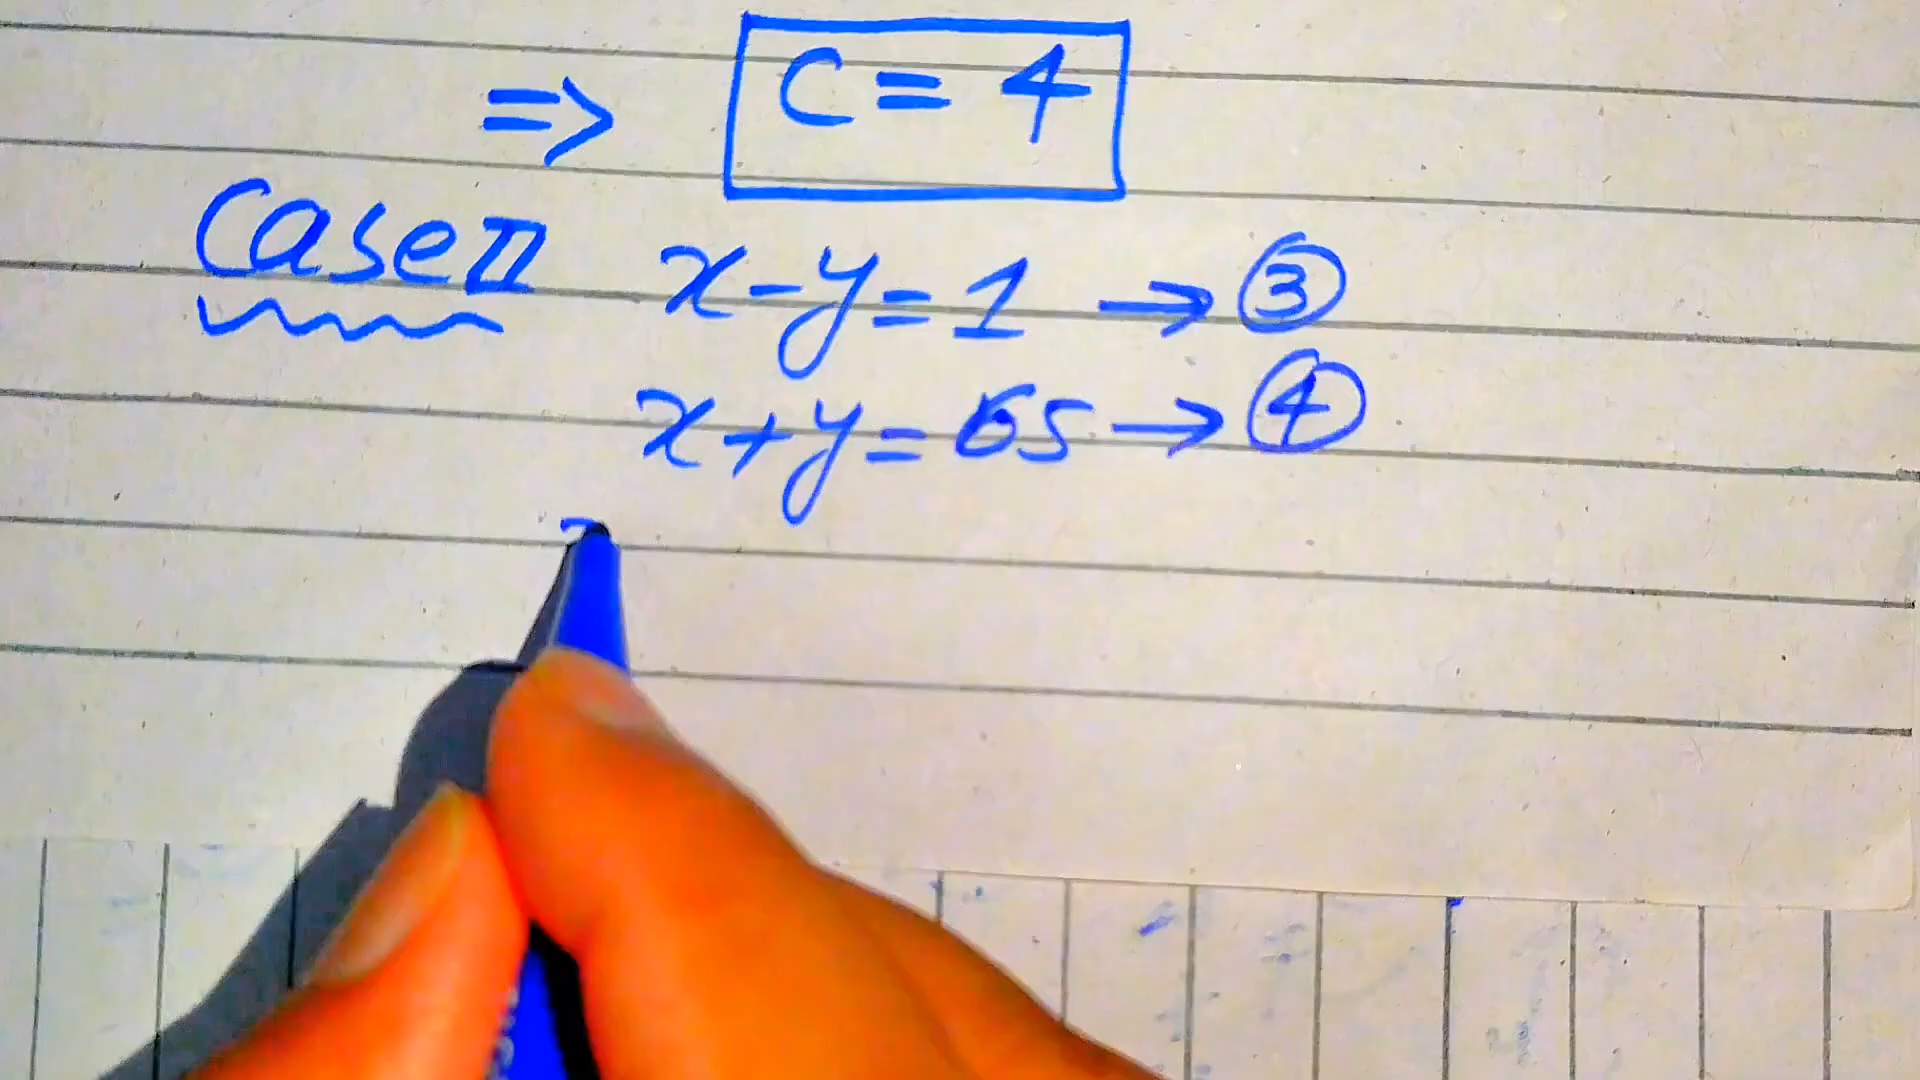 => C = 4
Case II x - y = 1 → ③
x + y = 65 → ④